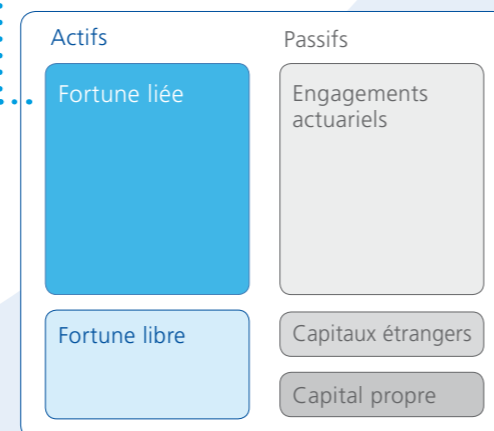 Actifs
Passifs
Fortune liée
Engagements
actuariels
Fortune libre
Capitaux étrangers
Capital propre